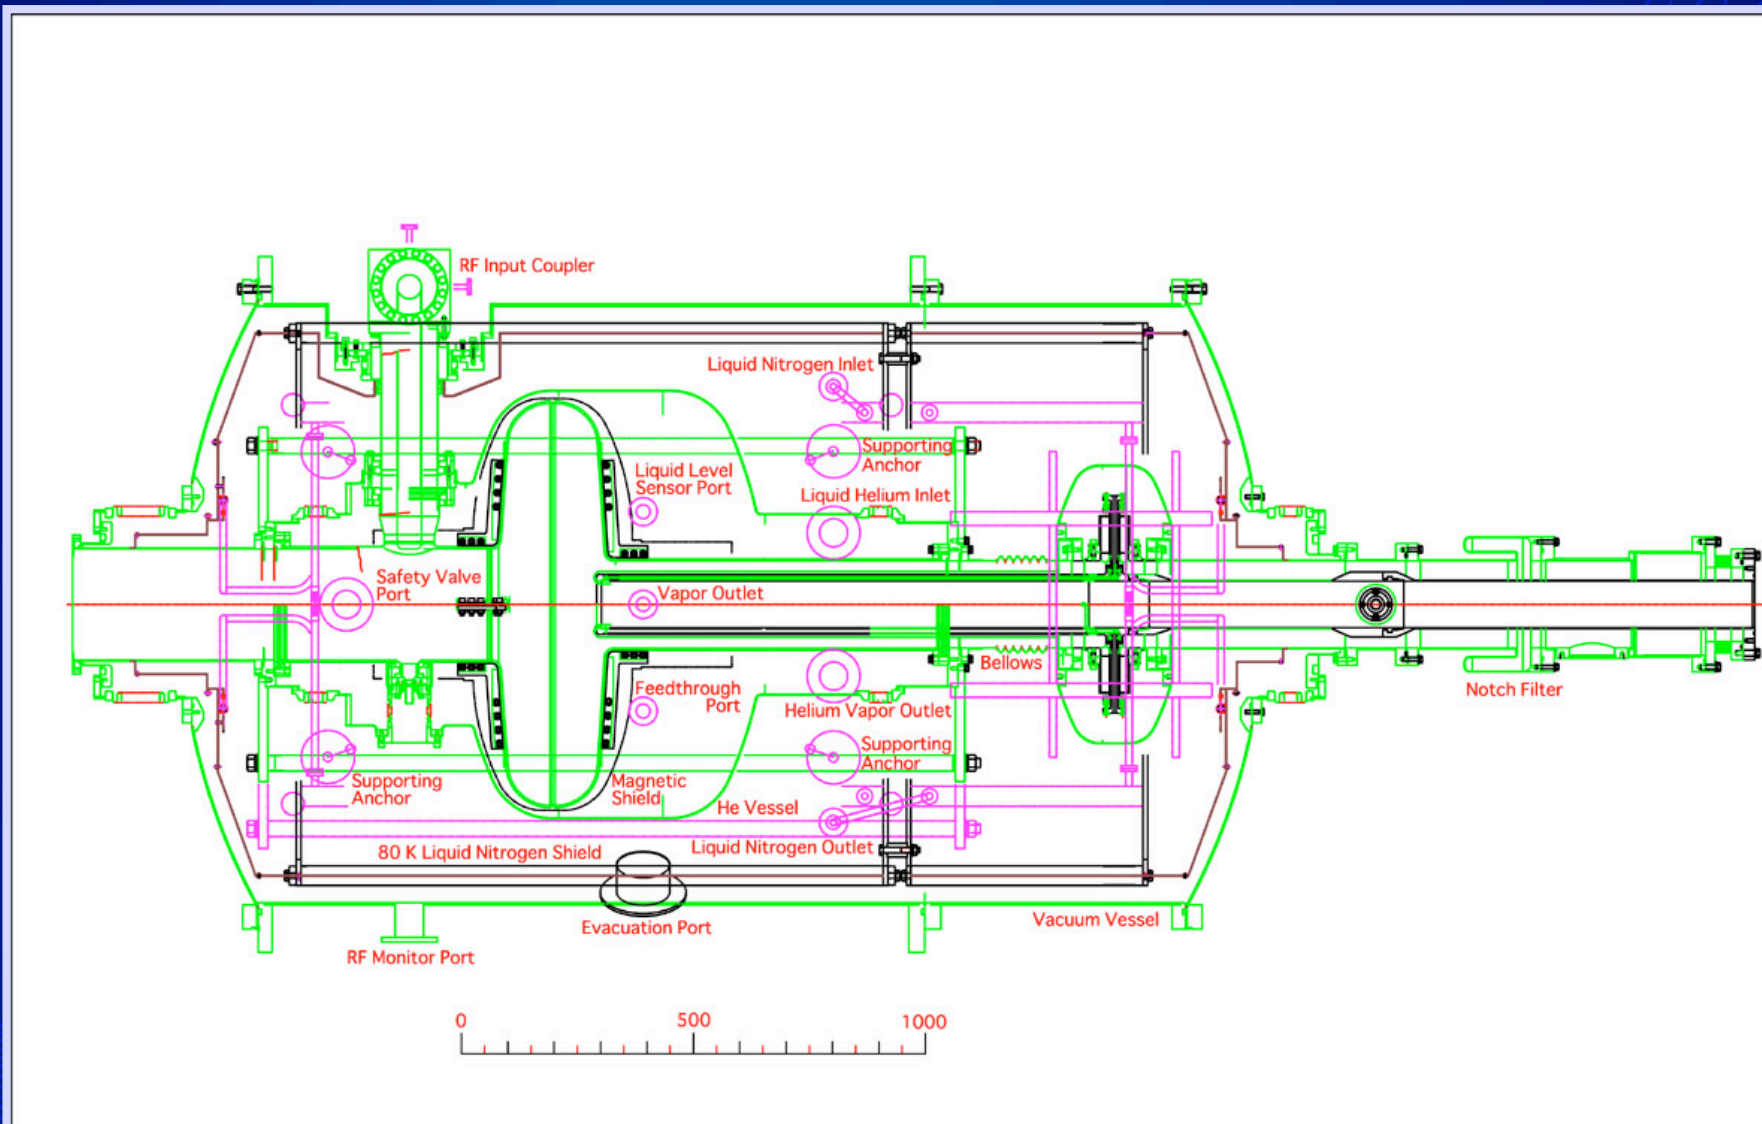 RF Input Coupler
Liquid Nitrogen Inlet
Supporting
Anchor
Liquid Level
Sensor Port
Liquid Helium Inlet
Safety Valve
Port
Vapor Outlet
Bellows
Feedthrough
Port
Notch Filter
Helium Vapor Outlet
Supporting
Anchor
Supporting
Anchor
Magnetic
Shield
He Vessel
80 K Liquid Nitrogen Shield
Liquid Nitrogen Outlet
Evacuation Port
Vacuum Vessel
RF Monitor Port
0 500 1000